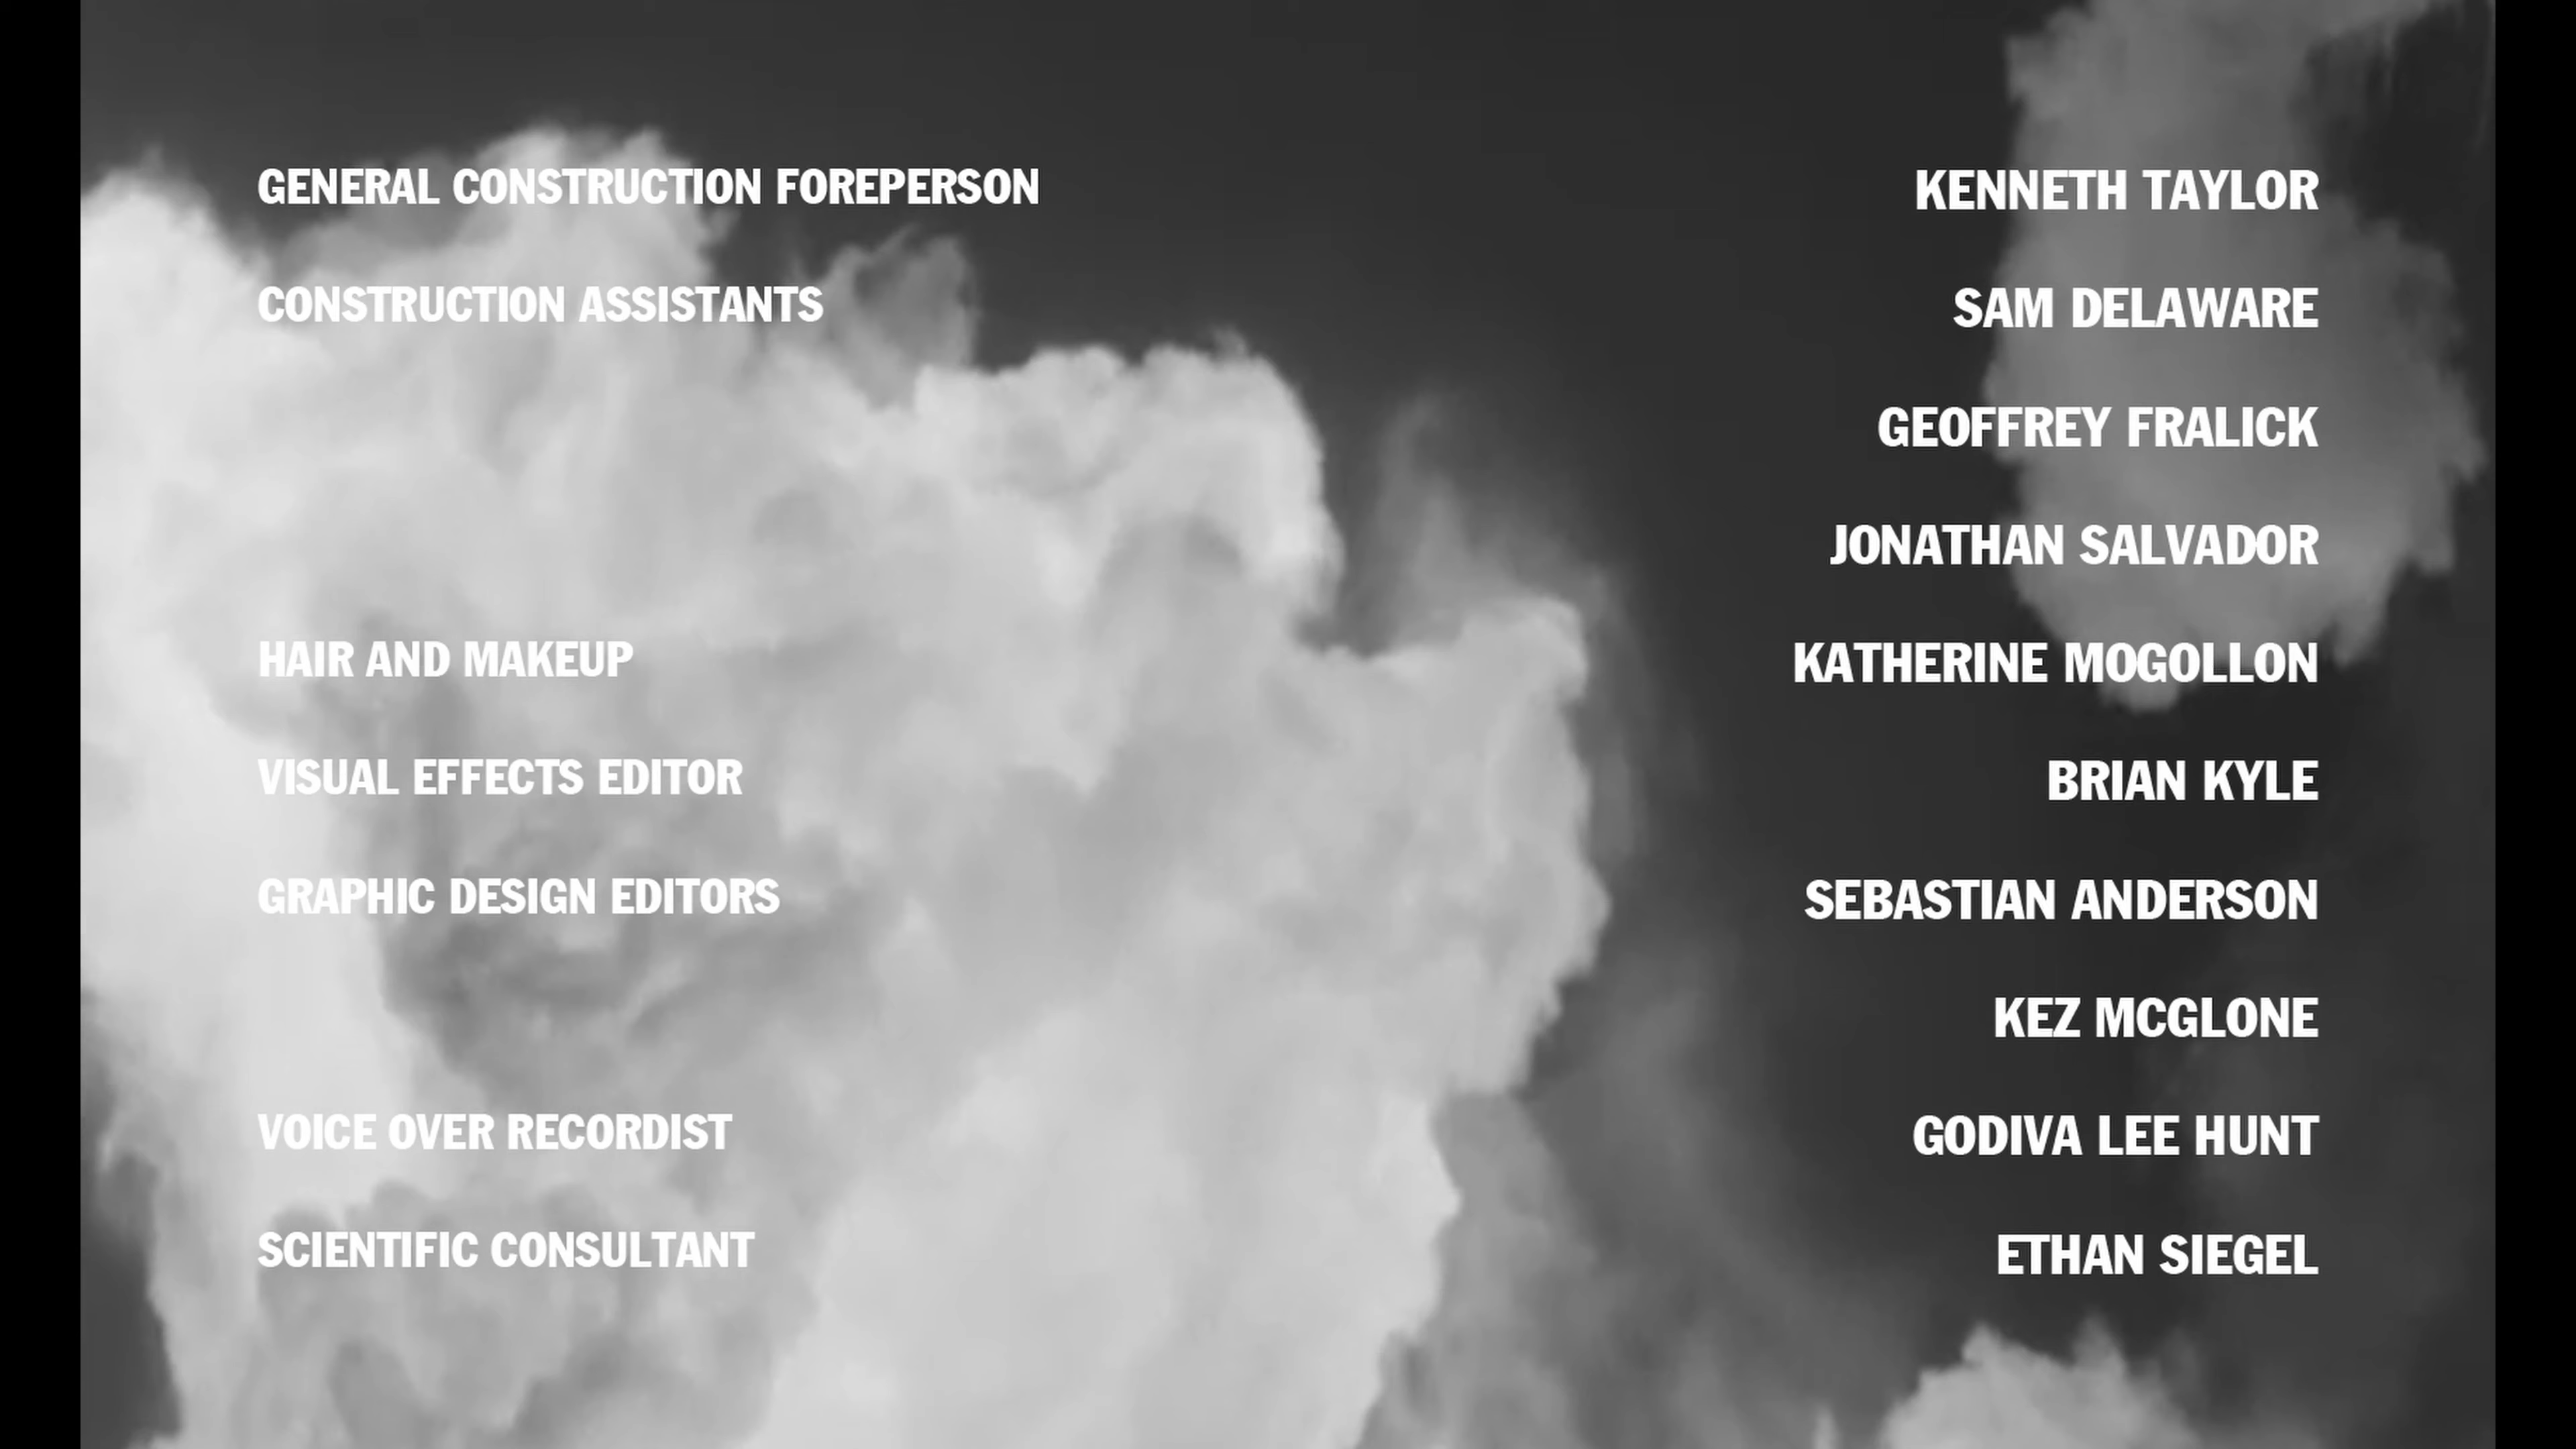 GENERAL CONSTRUCTION FOREPERSON KENNETH TAYLOR
CONSTRUCTION ASSISTANTS SAM DELAWARE
GEOFFREY FRALICK
JONATHAN SALVADOR
HAIR AND MAKEUP KATHERINE MOGOLLON
VISUAL EFFECTS EDITOR BRIAN KYLE
GRAPHIC DESIGN EDITORS SEBASTIAN ANDERSON
KEZ MCGLONE
VOICE OVER RECORDIST GODIVA LEE HUNT
SCIENTIFIC CONSULTANT ETHAN SIEGEL